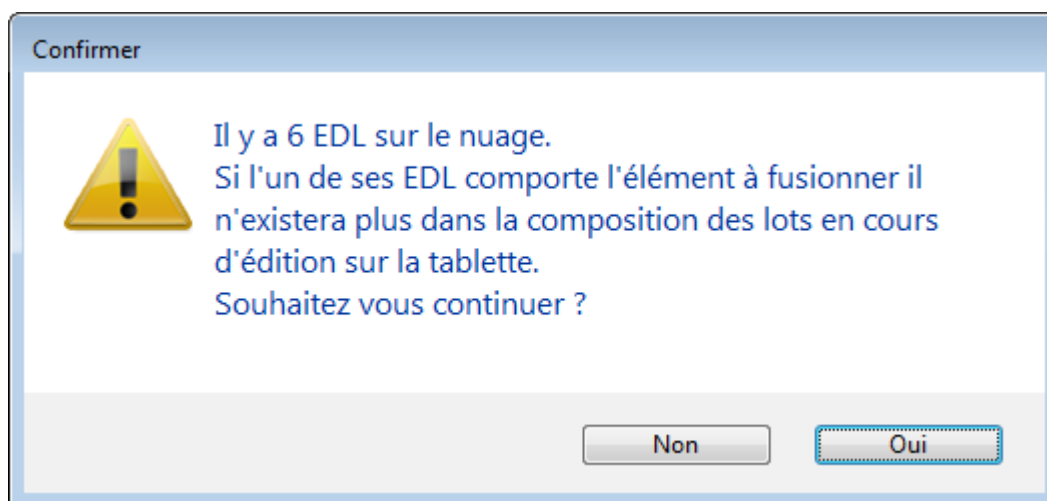 Confirmer
Il y a 6 EDL sur le nuage.
Si l'un de ses EDL comporte l'élément à fusionner il
n'existera plus dans la composition des lots en cours
d'édition sur la tablette.
Souhaitez vous continuer ?
Non
Oui